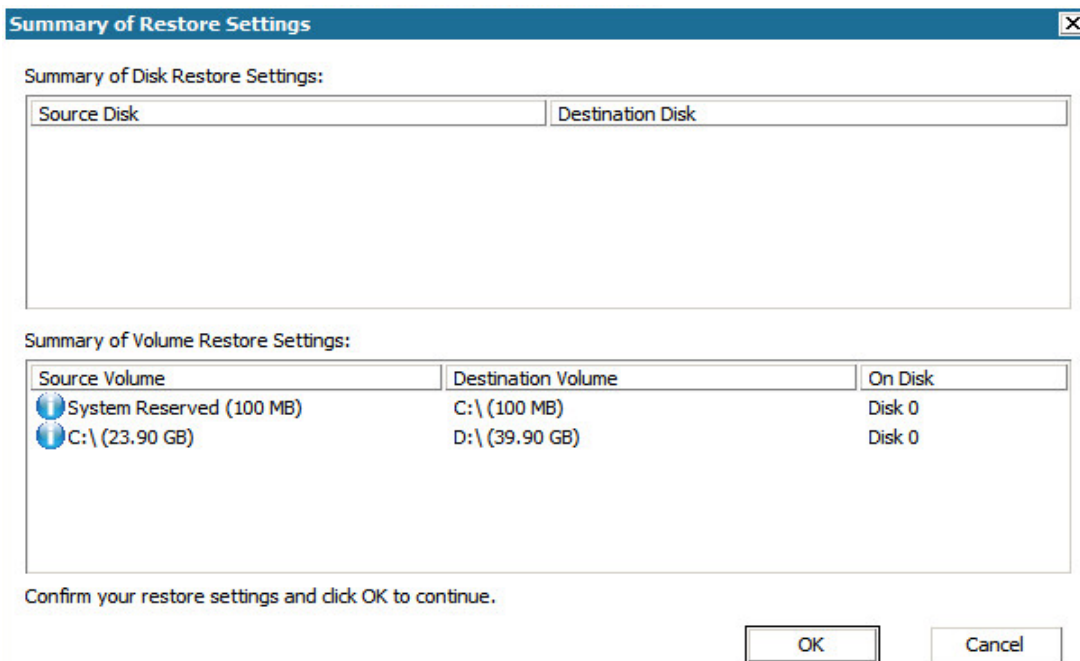 Summary of Restore Settings
Summary of Disk Restore Settings:
Source Disk Destination Disk
Summary of Volume Restore Settings:
Source Volume Destination Volume On Disk
System Reserved (100 MB) C:\ (100 MB) Disk 0
C:\ (23.90 GB) D:\ (39.90 GB) Disk 0
Confirm your restore settings and click OK to continue.
OK Cancel